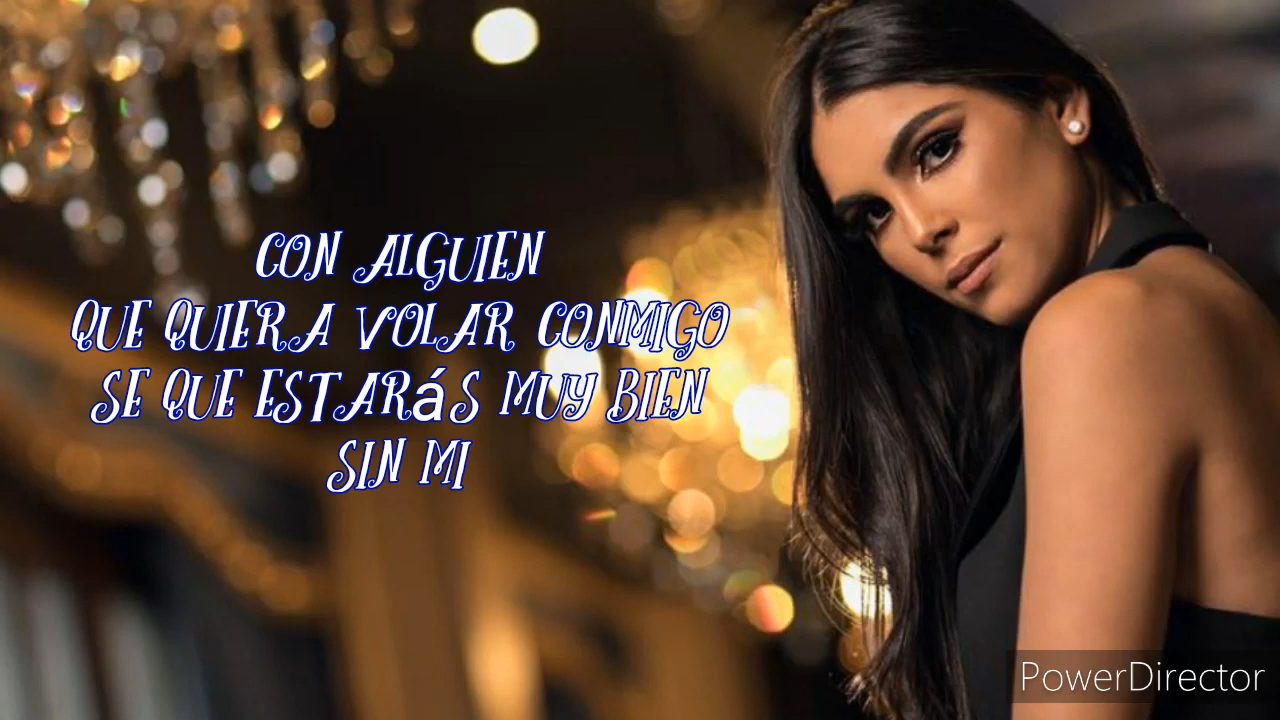 CON ALGUIEN
QUE QUIERA VOLAR CONMIGO
SE QUE ESTARáS MUY BIEN
SIN MI
PowerDirector